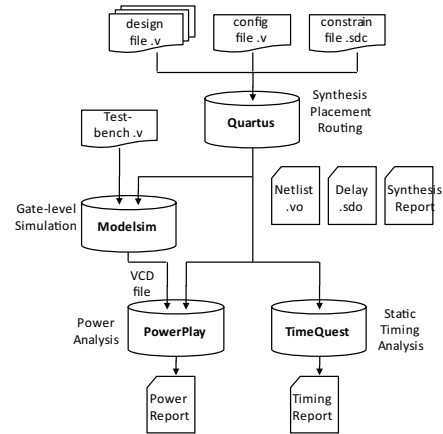 design
file .v
config
file .v
constrain
file .sdc
Synthesis
Placement
Routing
Quartus
Test-
bench .v
Netlist
.vo
Delay
.sdo
Synthesis
Report
Gate-level
Simulation
Modelsim
VCD
file
Power
Analysis
PowerPlay
TimeQuest
Static
Timing
Analysis
Power
Report
Timing
Report